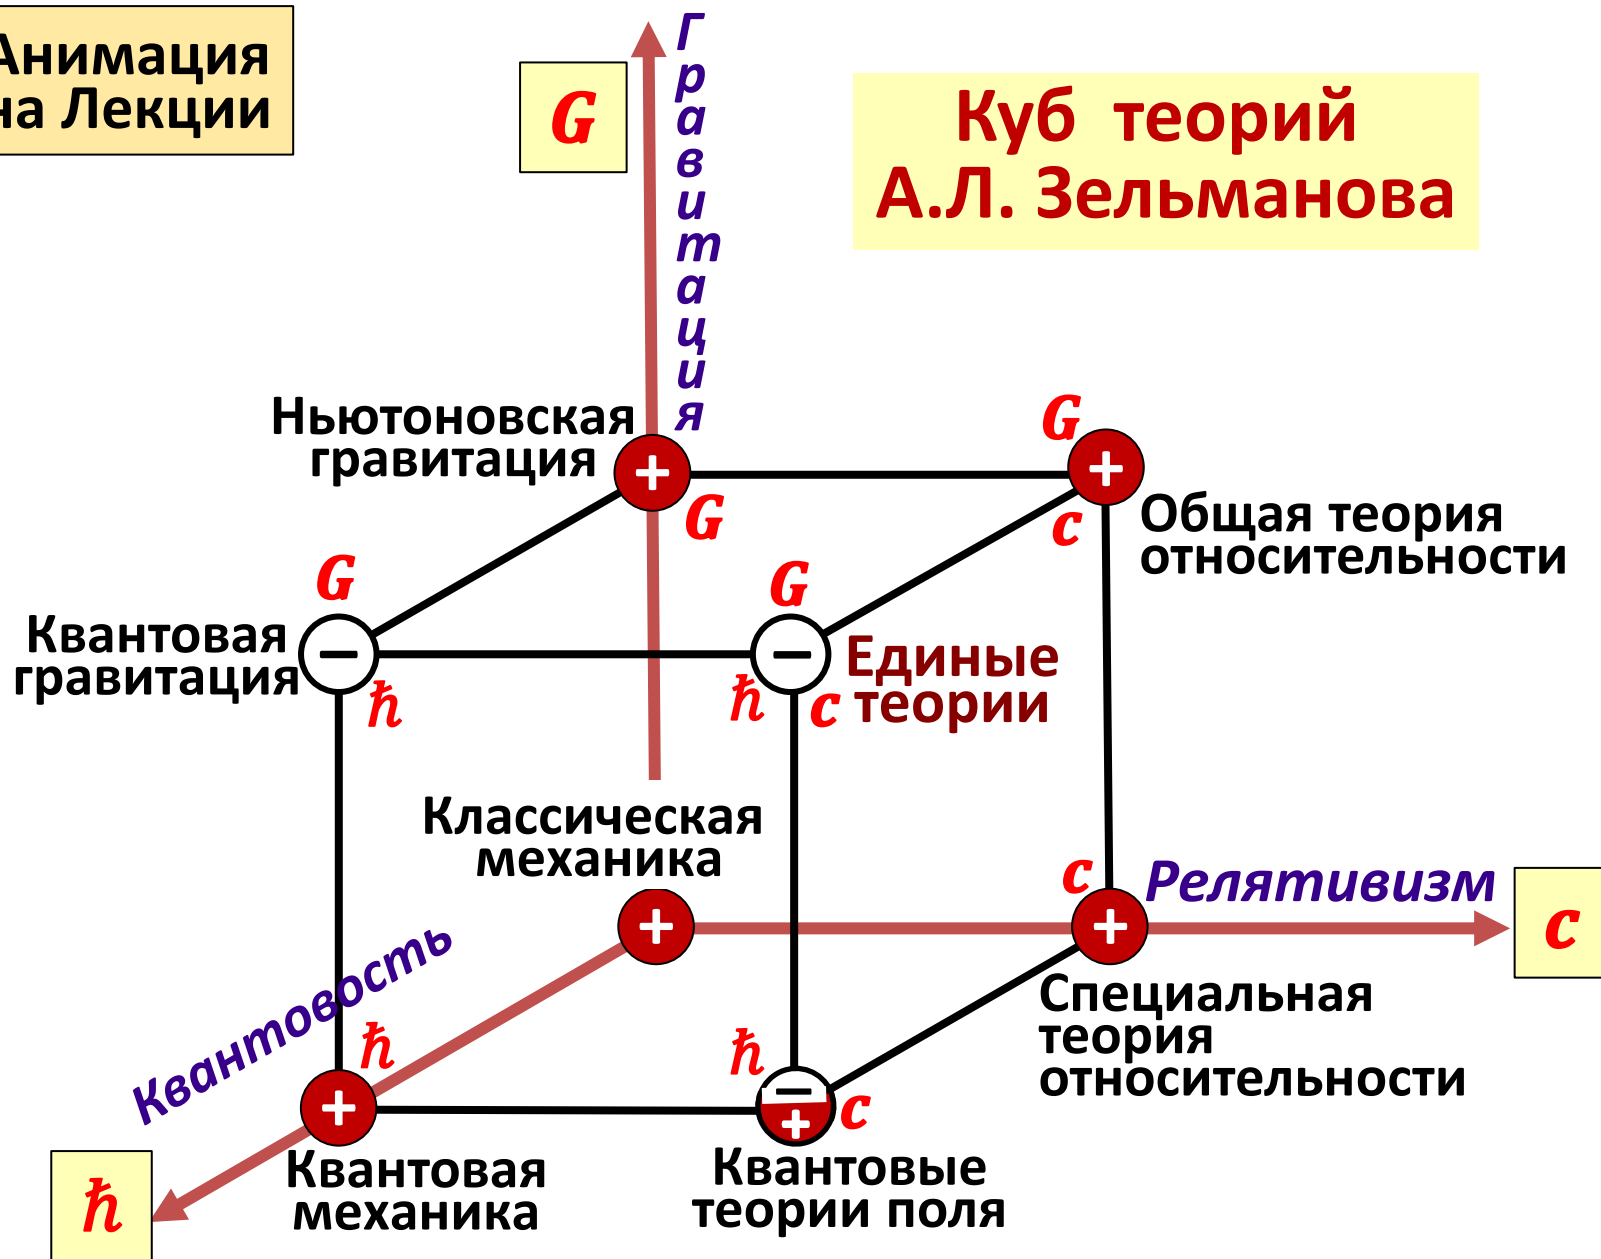 Анимация
на Лекции
G
Гравитация
Куб теорий
А.Л. Зельманова
Ньютоновская
гравитация
+
G
G
+
c
Общая теория
относительности
G
Квантовая
гравитация
−
ħ
G
−
ħ
c
Единые
теории
Классическая
механика
+
c
+
Релятивизм
c
Специальная
теория
относительности
Квантовость
ħ
+
Квантовая
механика
ħ
ħ
−
+
c
Квантовые
теории поля